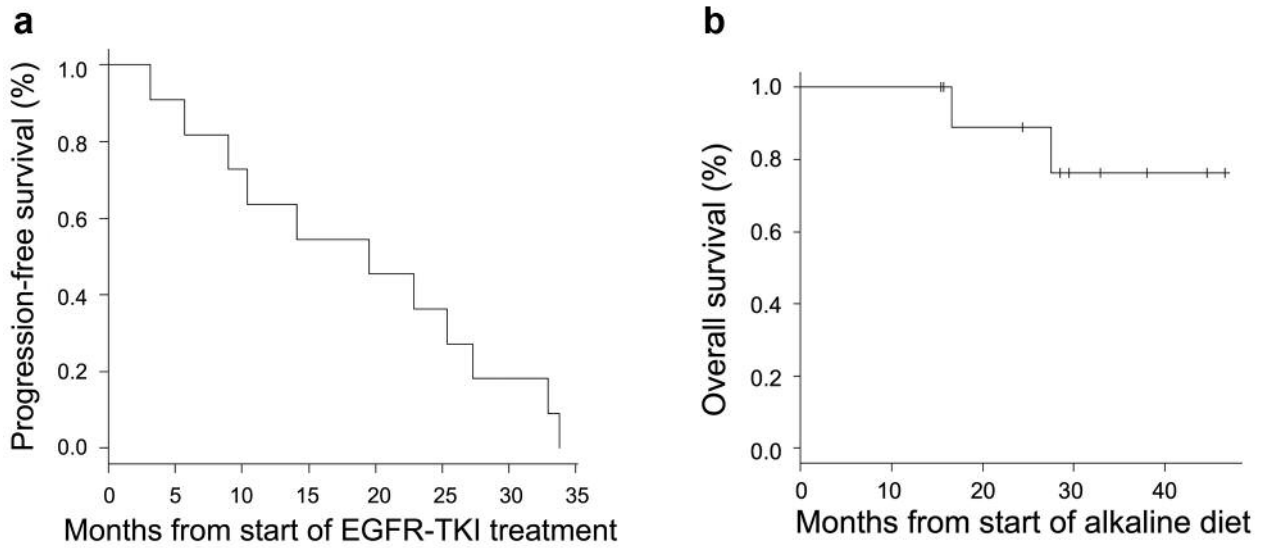 a
Progression-free survival (%)
1.0
0.8
0.6
0.4
0.2
0.0
0 5 10 15 20 25 30 35
Months from start of EGFR-TKI treatment
b
Overall survival (%)
1.0
0.8
0.6
0.4
0.2
0.0
0 10 20 30 40
Months from start of alkaline diet